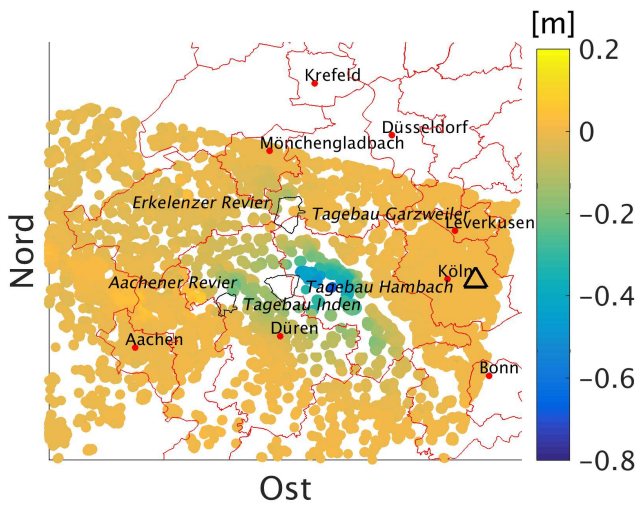 [m]
0.2
Krefeld
Düsseldorf
0
Mönchengladbach
Erkelenzer Revier
Tagebau Garzweiler
−0.2
Leverkusen
Nord
Köln
Aachener Revier
Tagebau Hambach
−0.4
Tagebau Inden
Düren
Aachen
Bonn
−0.6
−0.8
Ost